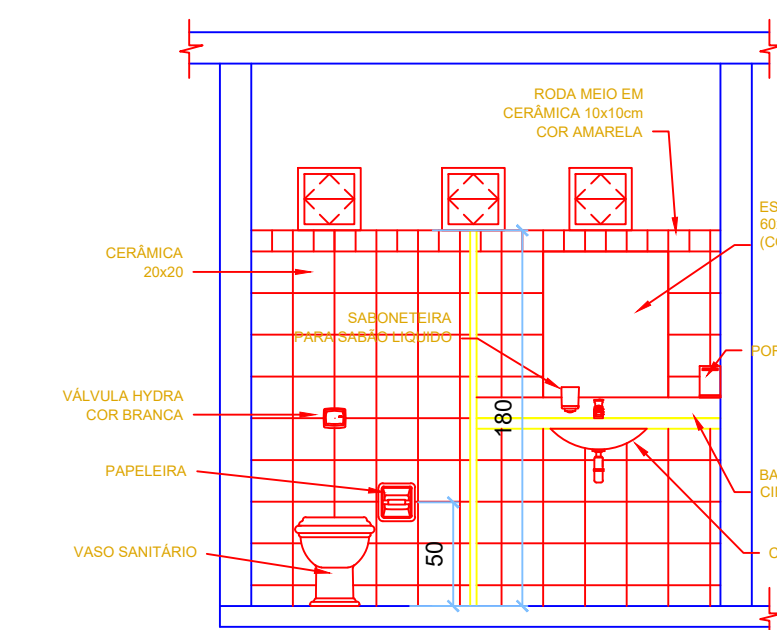 RODA MEIO EM
CERÂMICA 10x10cm
COR AMARELA
CERÂMICA
20x20
SABONETEIRA
PARA SABÃO LIQUIDO
VÁLVULA HYDRA
COR BRANCA
PAPELEIRA
VASO SANITÁRIO
180
50